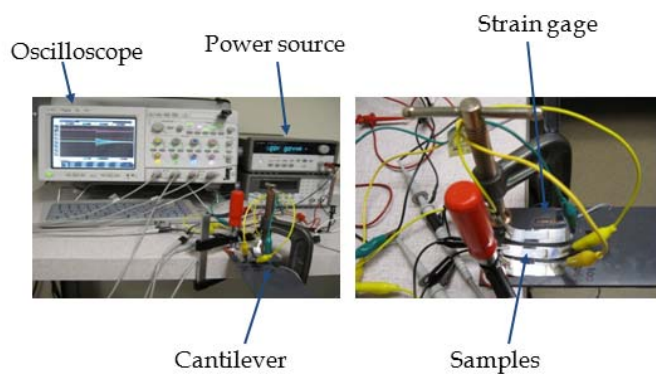 Strain gage
Power source
Oscilloscope
Cantilever
Samples